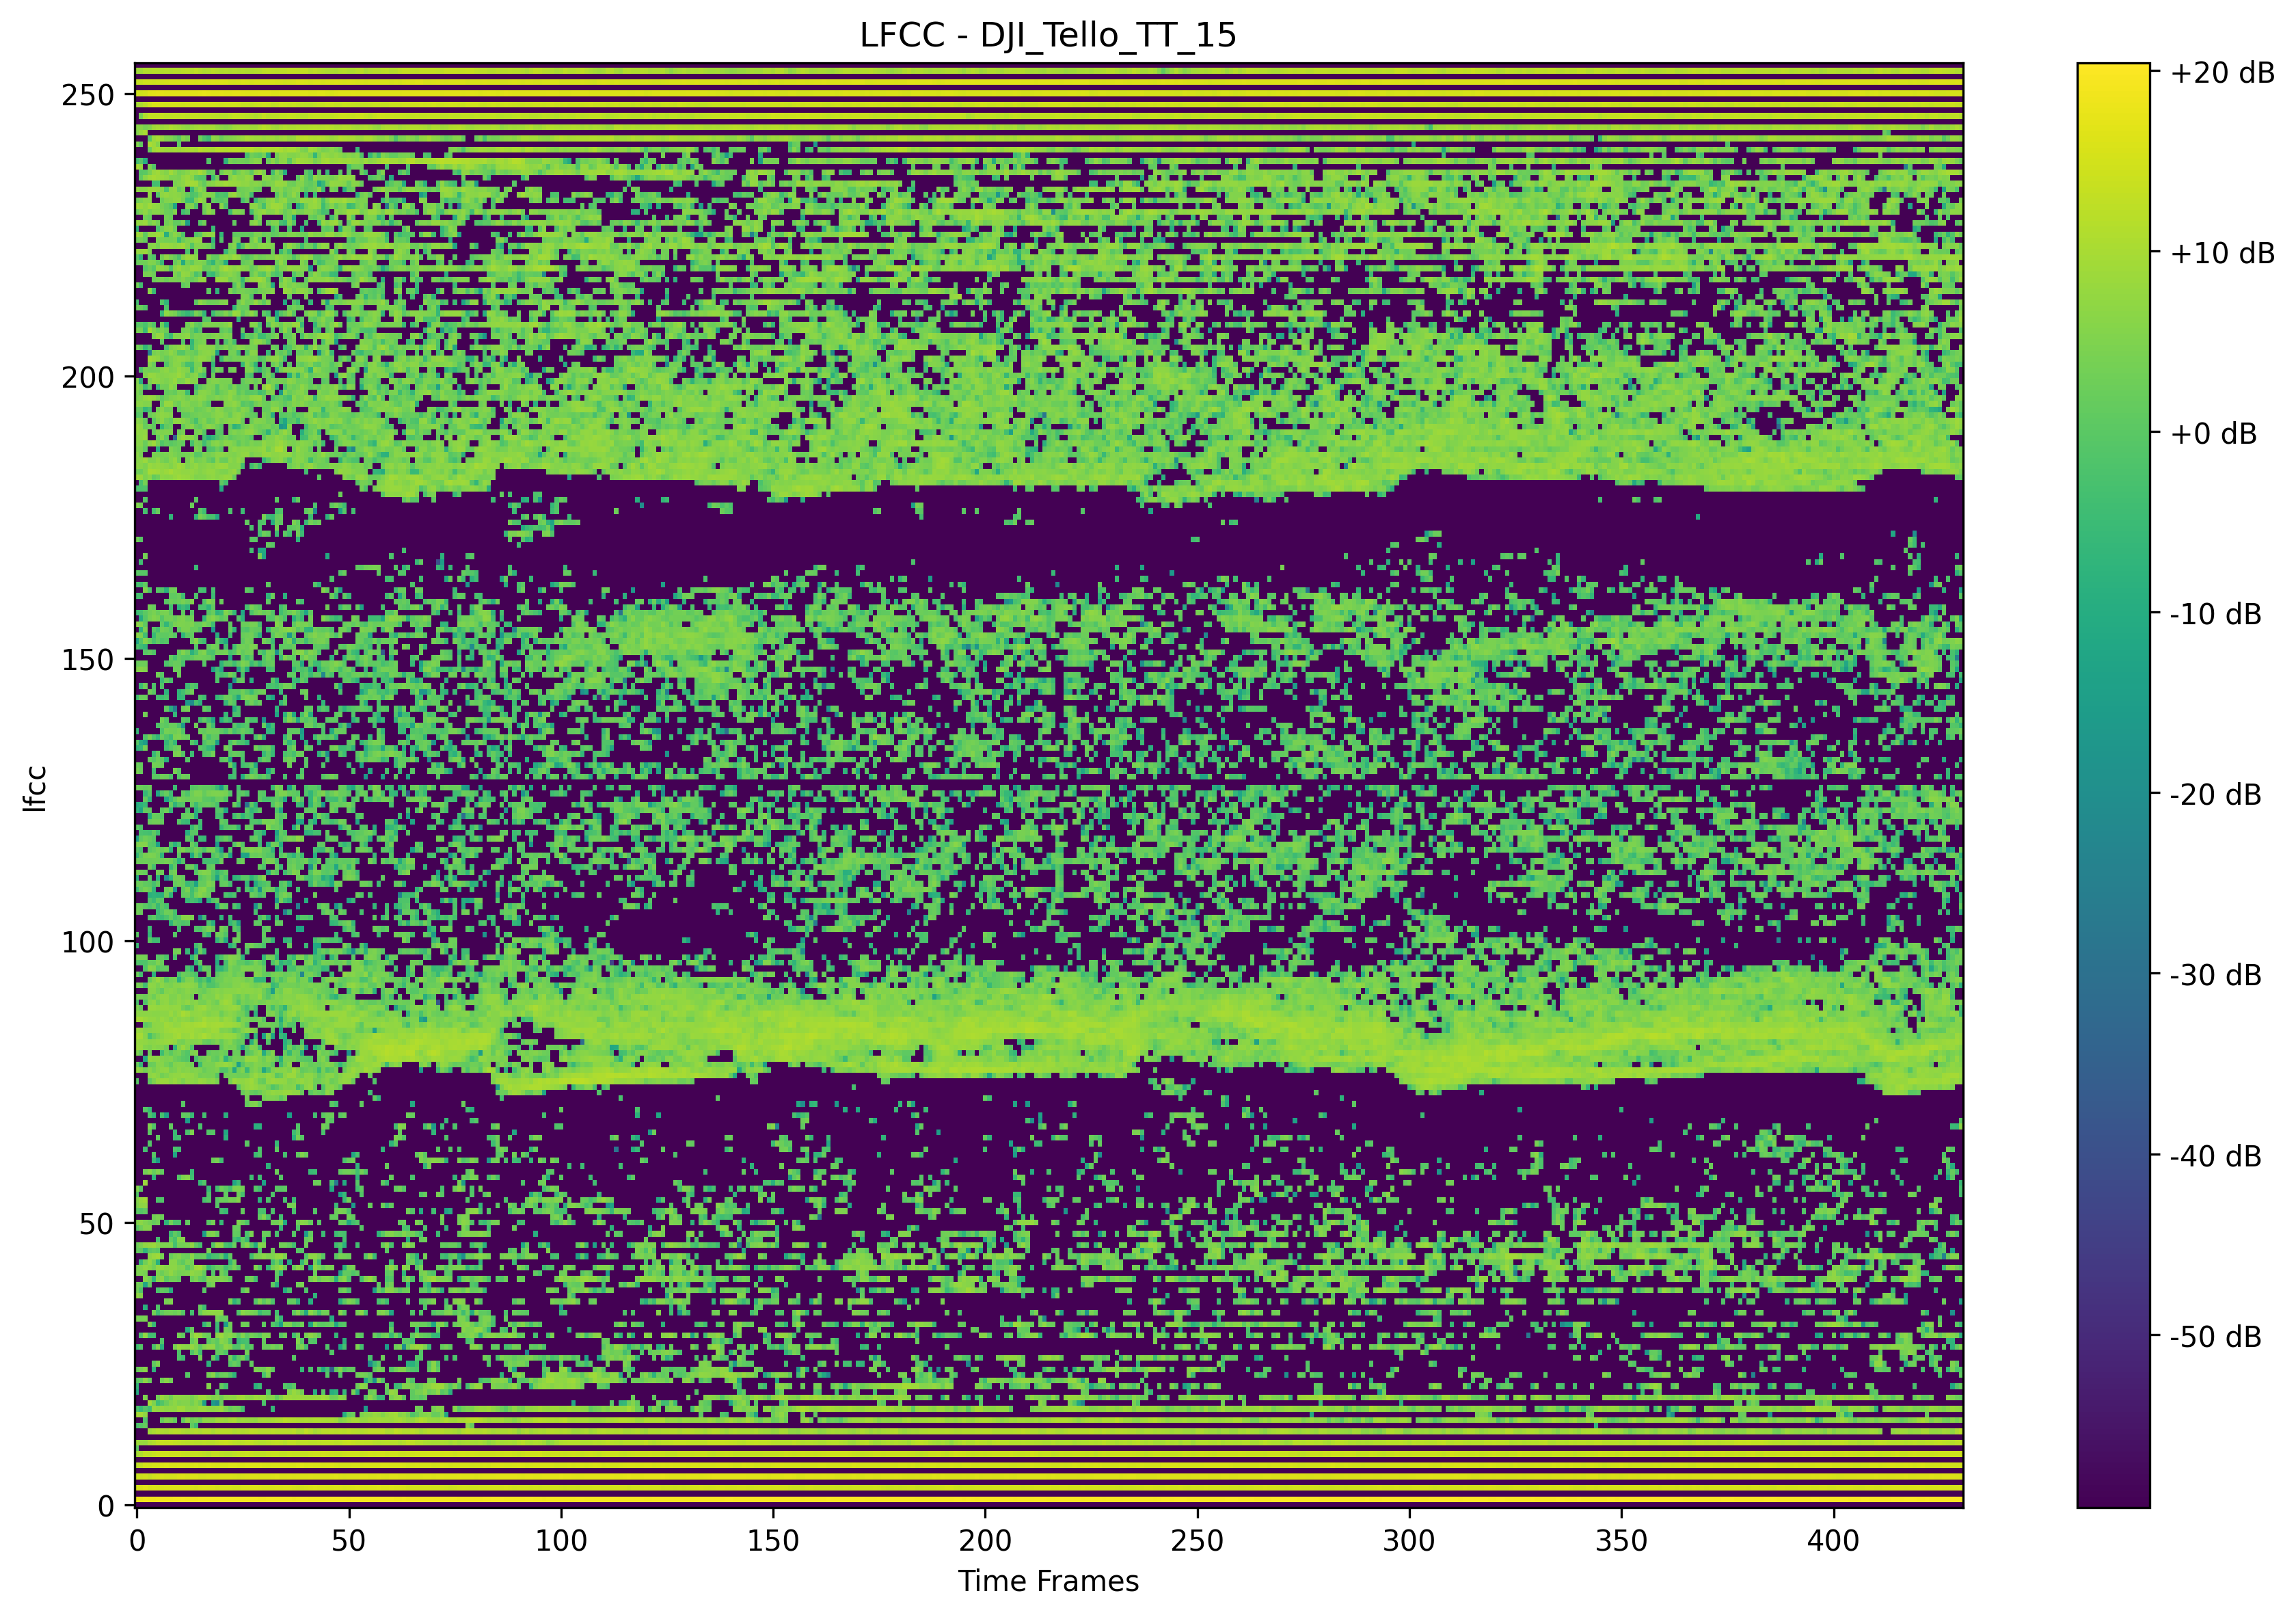 LFCC - DJI_Tello_TT_15
250
200
150
100
50
0
lfcc
0 50 100 150 200 250 300 350 400
Time Frames
+20 dB
+10 dB
+0 dB
-10 dB
-20 dB
-30 dB
-40 dB
-50 dB